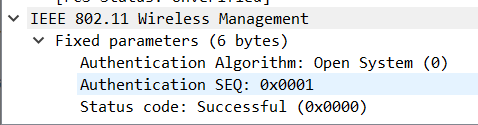 IEEE 802.11 Wireless Management
Fixed parameters (6 bytes)
Authentication Algorithm: Open System (0)
Authentication SEQ: 0x0001
Status code: Successful (0x0000)